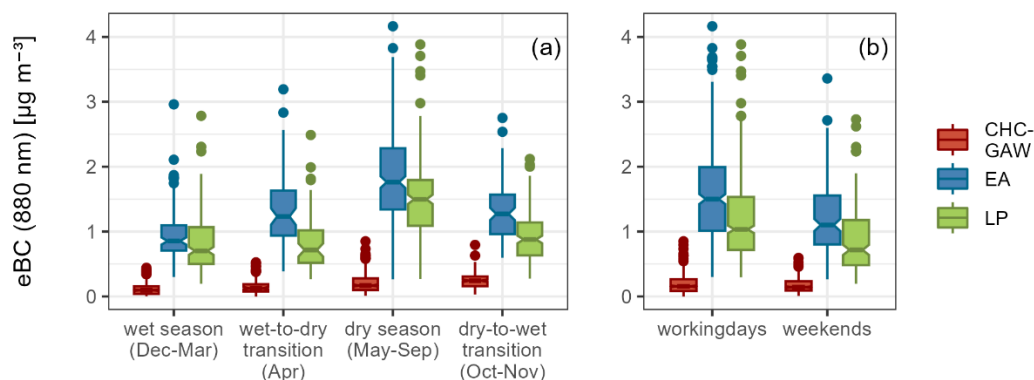 eBC (880 nm) [µg m⁻³]
4
3
2
1
0
(a)
wet season
(Dec-Mar)
wet-to-dry
transition
(Apr)
dry season
(May-Sep)
dry-to-wet
transition
(Oct-Nov)
4
3
2
1
0
(b)
workingdays
weekends
CHC-
GAW
EA
LP